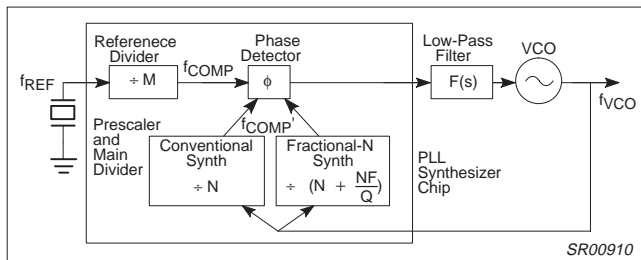 Referenece
Divider
÷ M
fREF
fCOMP
Phase
Detector
ϕ
Low-Pass
Filter
F(s)
VCO
fVCO
fCOMP'
Prescaler
and
Main
Divider
Conventional
Synth
÷ N
Fractional-N
Synth
÷ (N + NF/Q)
PLL
Synthesizer
Chip
SR00910